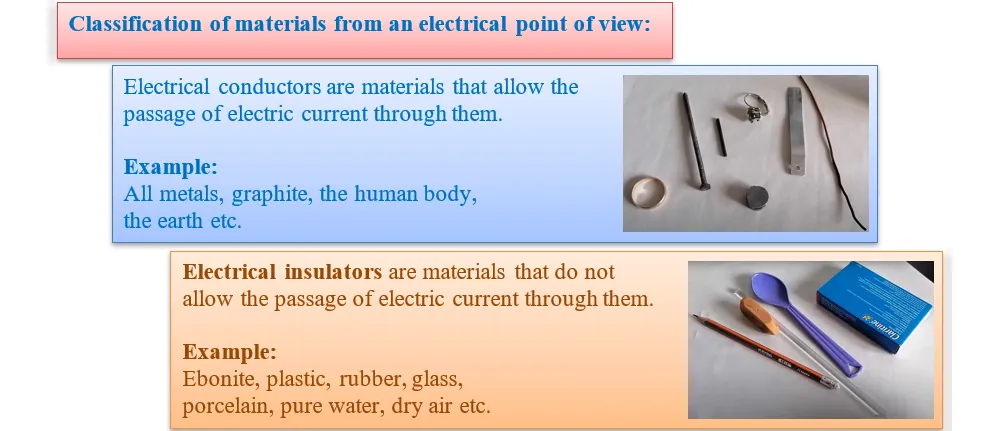 Classification of materials from an electrical point of view:
Electrical conductors are materials that allow the
passage of electric current through them.
Example:
All metals, graphite, the human body,
the earth etc.
Electrical insulators are materials that do not
allow the passage of electric current through them.
Example:
Ebonite, plastic, rubber, glass,
porcelain, pure water, dry air etc.